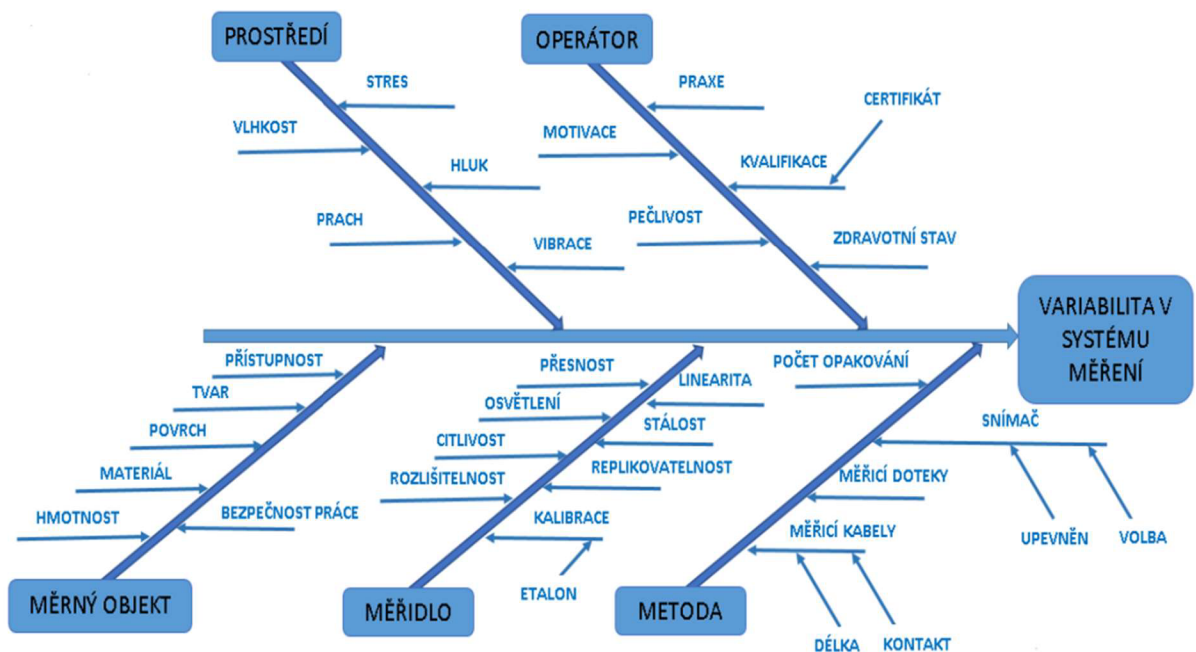 PROSTŘEDÍ
OPERÁTOR
STRES
PRAXE
CERTIFIKÁT
VLHKOST
MOTIVACE
HLUK
KVALIFIKACE
PRACH
PEČLIVOST
VIBRACE
ZDRAVOTNÍ STAV
VARIABILITA V
SYSTÉMU
MĚŘENÍ
PŘÍSTUPNOST
PŘESNOST
POČET OPAKOVÁNÍ
TVAR
LINEARITA
OSVĚTLENÍ
POVRCH
STÁLOST
SNÍMAČ
CITLIVOST
MATERIÁL
ROZLIŠITELNOST
REPLIKOVATELNOST
MĚŘICÍ DOTEKY
HMOTNOST
BEZPEČNOST PRÁCE
KALIBRACE
MĚŘICÍ KABELY
UPEVNĚN
VOLBA
ETALON
MĚRNÝ OBJEKT
MĚŘIDLO
METODA
DÉLKA
KONTAKT